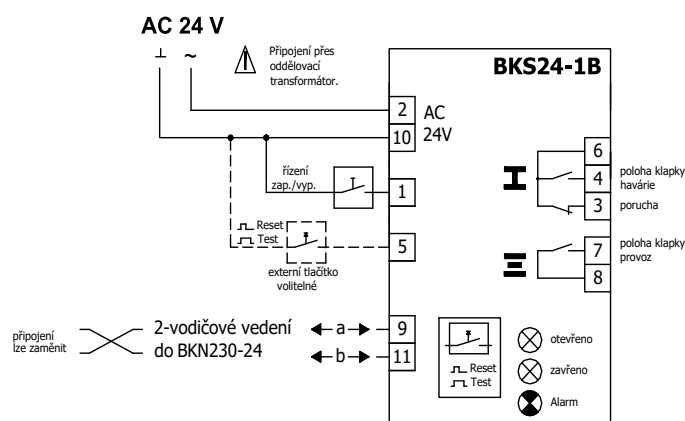 AC 24 V
⊥ ~
Připojení přes
oddělovací
transformátor.
BKS24-1B
2
10
AC
24V
řízení
zap./vyp.
1
Reset
Test
externí tlačítko
volitelné
5
6
4
3
poloha klapky
havárie
porucha
7
8
poloha klapky
provoz
připojení
lze zaměnit
2-vodičové vedení
do BKN230-24
a
b
9
11
Reset
Test
otevřeno
zavřeno
Alarm